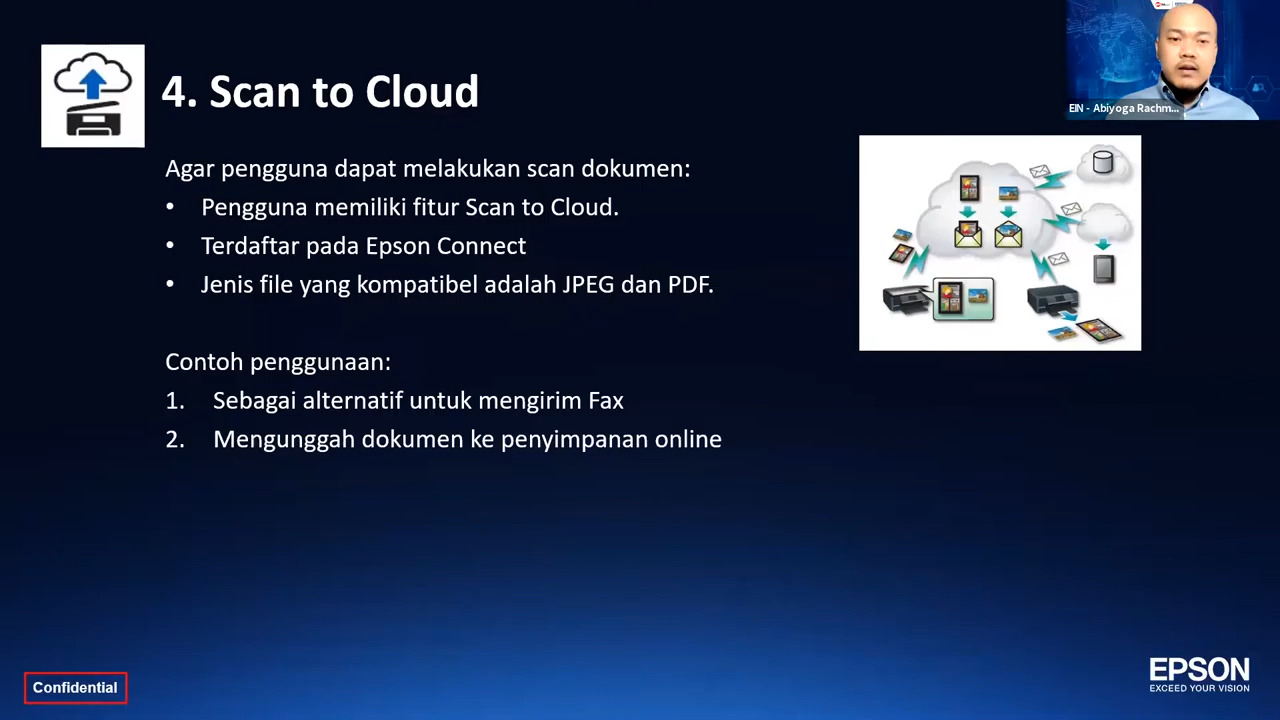 4. Scan to Cloud
EIN - Abiyoga Rachm...
Agar pengguna dapat melakukan scan dokumen:
• Pengguna memiliki fitur Scan to Cloud.
• Terdaftar pada Epson Connect
• Jenis file yang kompatibel adalah JPEG dan PDF.
Contoh penggunaan:
1. Sebagai alternatif untuk mengirim Fax
2. Mengunggah dokumen ke penyimpanan online
Confidential
EPSON
EXCEED YOUR VISION